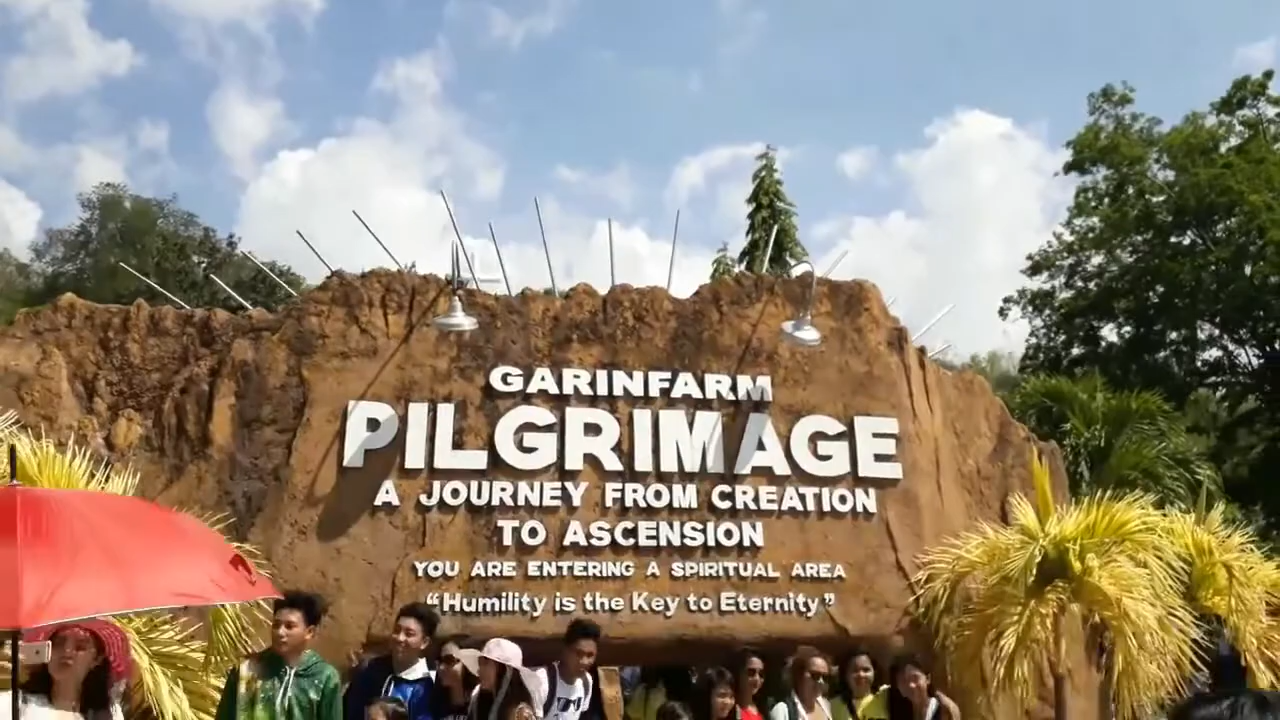 GARINFARM
PILGRIMAGE
A JOURNEY FROM CREATION
TO ASCENSION
YOU ARE ENTERING A SPIRITUAL AREA
“Humility is the Key to Eternity”